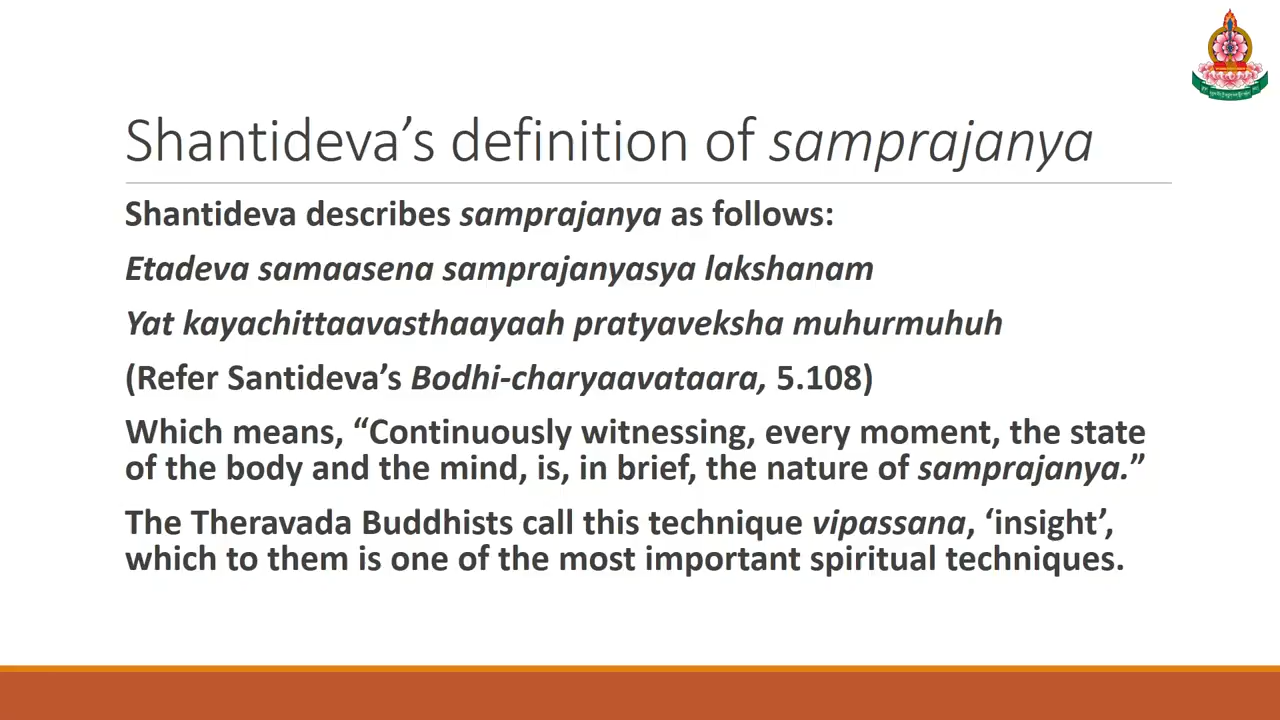 Shantideva’s definition of samprajanya
Shantideva describes samprajanya as follows:
Etadeva samaasena samprajanyasya lakshanam
Yat kayachittaavasthaayaah pratyaveksha muhurmuhuh
(Refer Santideva’s Bodhi-charyaavataara, 5.108)
Which means, “Continuously witnessing, every moment, the state
of the body and the mind, is, in brief, the nature of samprajanya.”
The Theravada Buddhists call this technique vipassana, ‘insight’,
which to them is one of the most important spiritual techniques.